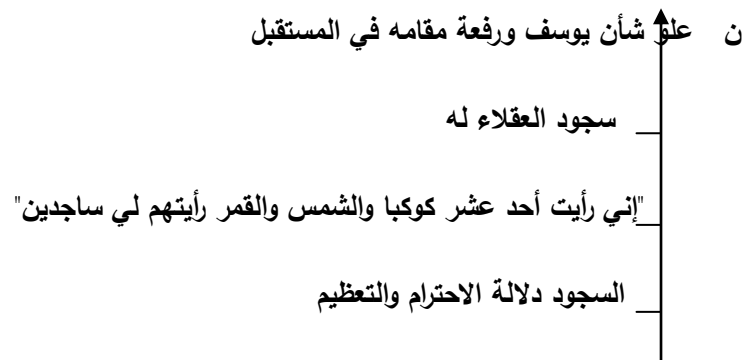 ن علوّ شأن يوسف ورفعة مقامه في المستقبل
سجود العقلاء له
"إني رأيت أحد عشر كوكبا والشمس والقمر رأيتهم لي ساجدين"
السجود دلالة الاحترام والتعظيم